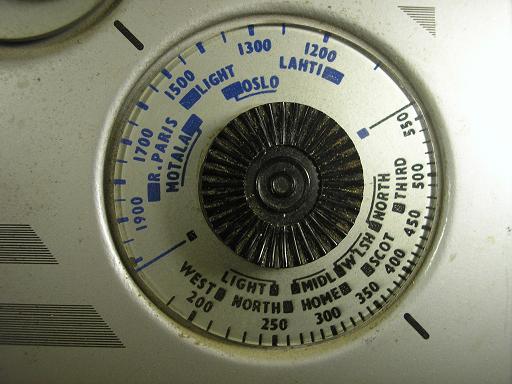 1200
1300
1500
1700
1900
LAHTI
OSLO
LIGHT
R. PARIS
MOTALA
550
500
450
400
350
300
250
200
NORTH
THIRD
WLSH
SCOT
MIDL
HOME
LIGHT
NORTH
WEST